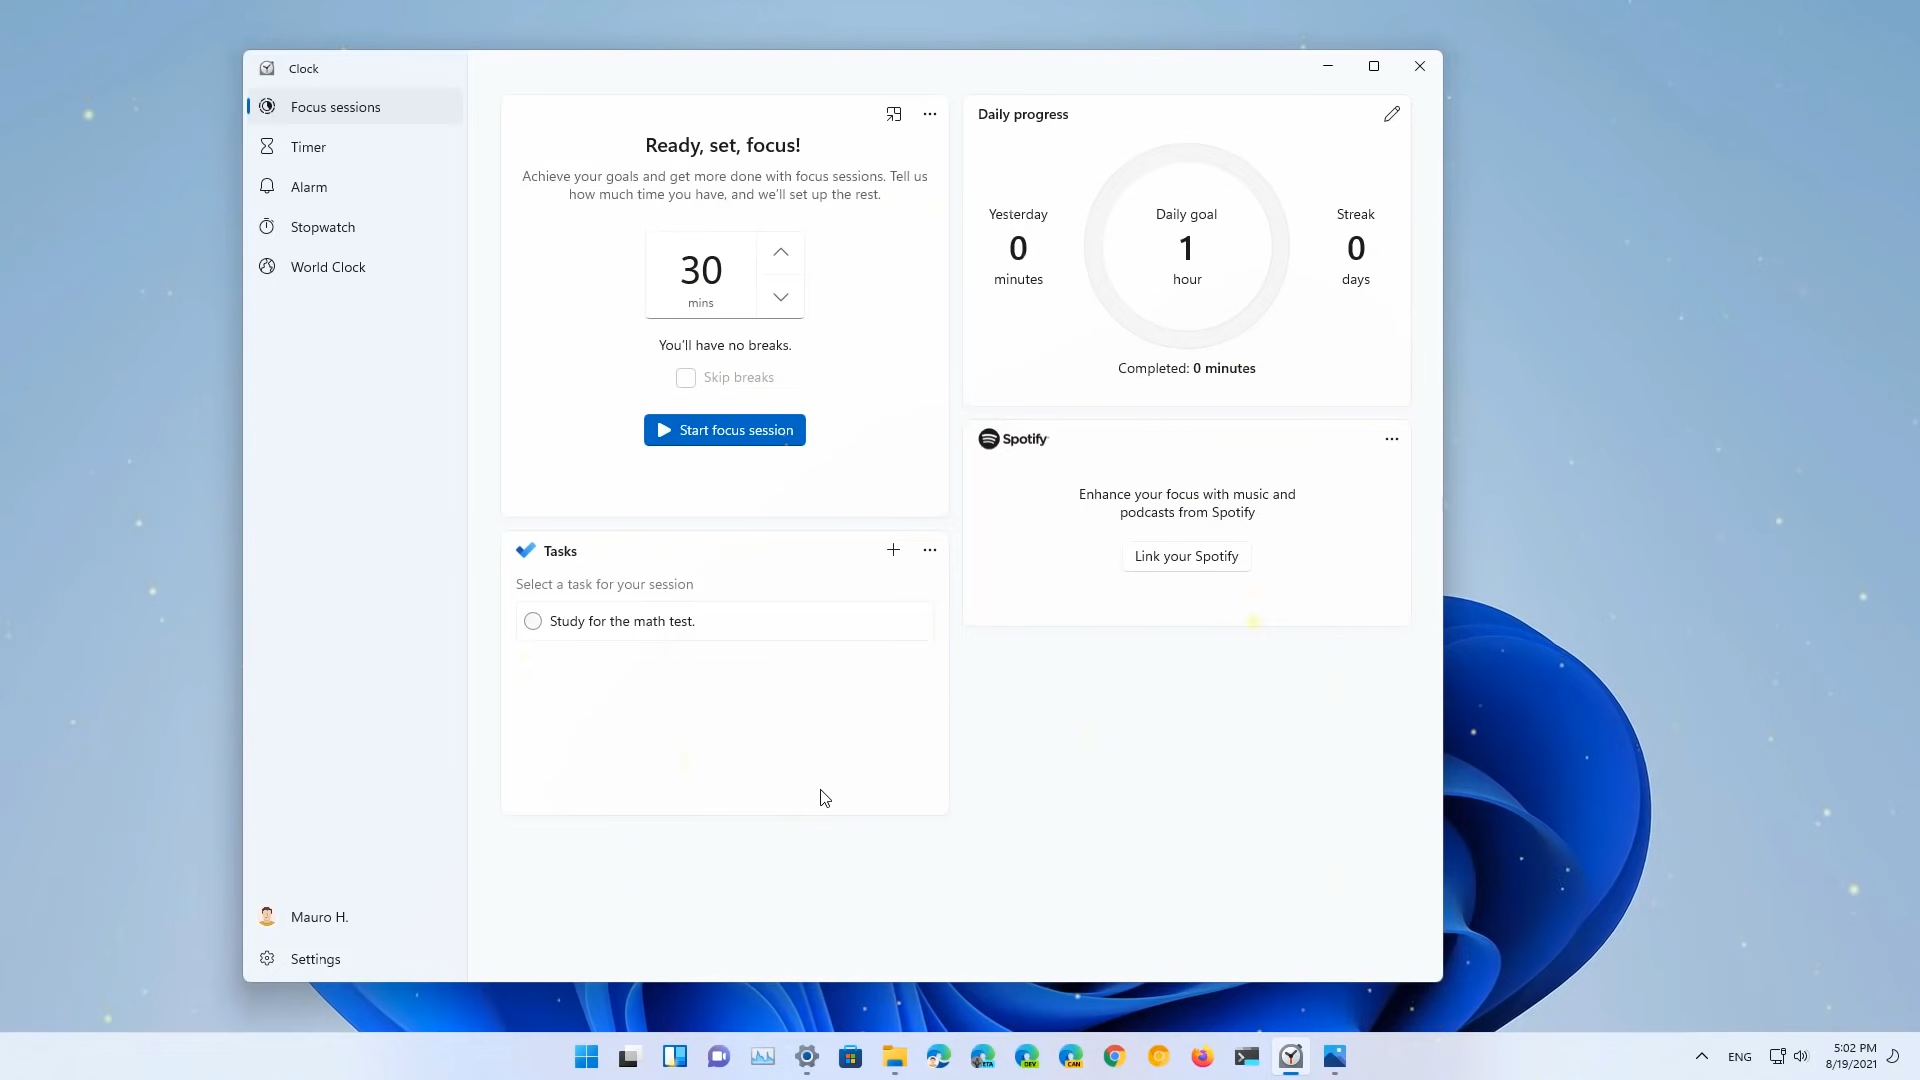 Clock
Focus sessions
Timer
Alarm
Stopwatch
World Clock
Mauro H.
Settings
Ready, set, focus!
Achieve your goals and get more done with focus sessions. Tell us
how much time you have, and we'll set up the rest.
30
mins
You'll have no breaks.
Skip breaks
Start focus session
Tasks
Select a task for your session
Study for the math test.
Daily progress
Yesterday
0
minutes
Daily goal
1
hour
Streak
0
days
Completed: 0 minutes
Spotify
Enhance your focus with music and
podcasts from Spotify
Link your Spotify
BETA
DEV
CAN
ENG
5:02 PM
8/19/2021